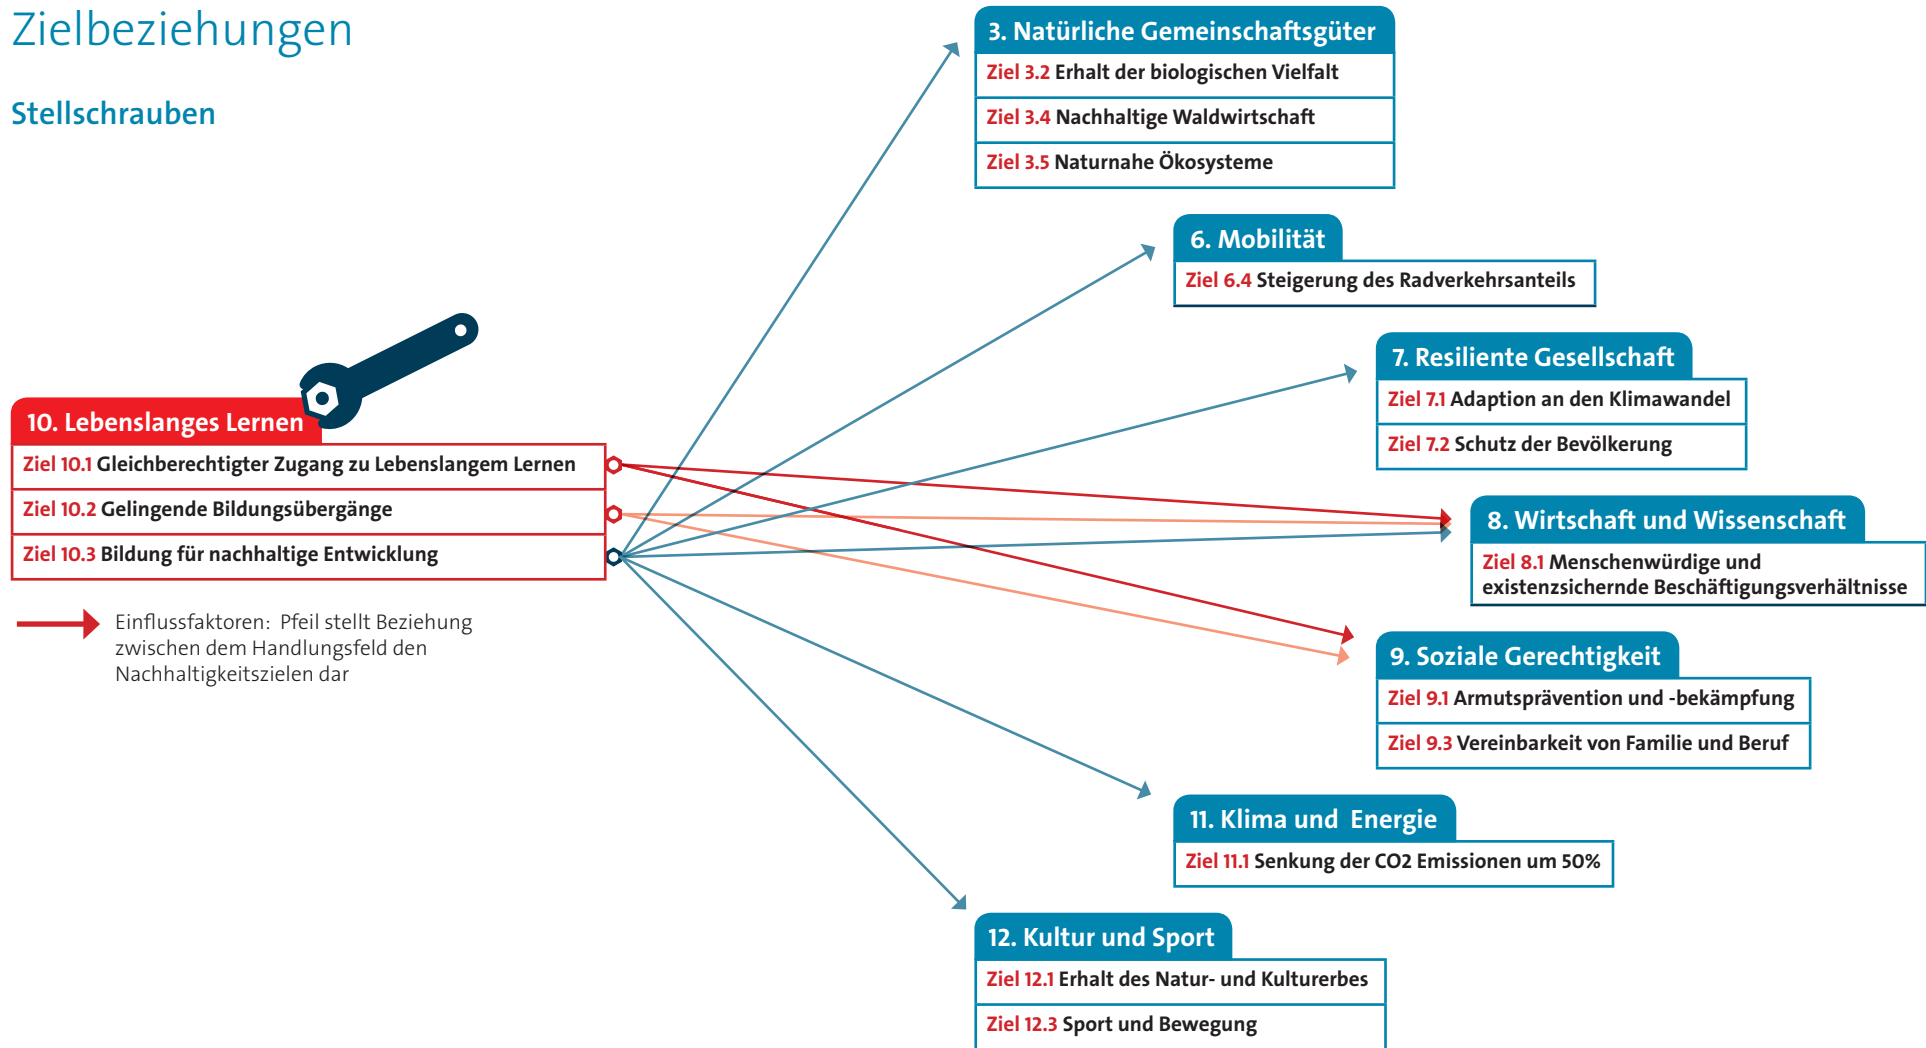 Zielbeziehungen
Stellschrauben
3. Natürliche Gemeinschaftsgüter
Ziel 3.2 Erhalt der biologischen Vielfalt
Ziel 3.4 Nachhaltige Waldwirtschaft
Ziel 3.5 Naturnahe Ökosysteme
6. Mobilität
Ziel 6.4 Steigerung des Radverkehrsanteils
7. Resiliente Gesellschaft
Ziel 7.1 Adaption an den Klimawandel
Ziel 7.2 Schutz der Bevölkerung
10. Lebenslanges Lernen
Ziel 10.1 Gleichberechtigter Zugang zu Lebenslangem Lernen
Ziel 10.2 Gelingende Bildungsübergänge
Ziel 10.3 Bildung für nachhaltige Entwicklung
Einflussfaktoren: Pfeil stellt Beziehung
zwischen dem Handlungsfeld den
Nachhaltigkeitszielen dar
8. Wirtschaft und Wissenschaft
Ziel 8.1 Menschenwürdige und
existenzsichernde Beschäftigungsverhältnisse
9. Soziale Gerechtigkeit
Ziel 9.1 Armutsprävention und -bekämpfung
Ziel 9.3 Vereinbarkeit von Familie und Beruf
11. Klima und Energie
Ziel 11.1 Senkung der CO2 Emissionen um 50%
12. Kultur und Sport
Ziel 12.1 Erhalt des Natur- und Kulturerbes
Ziel 12.3 Sport und Bewegung